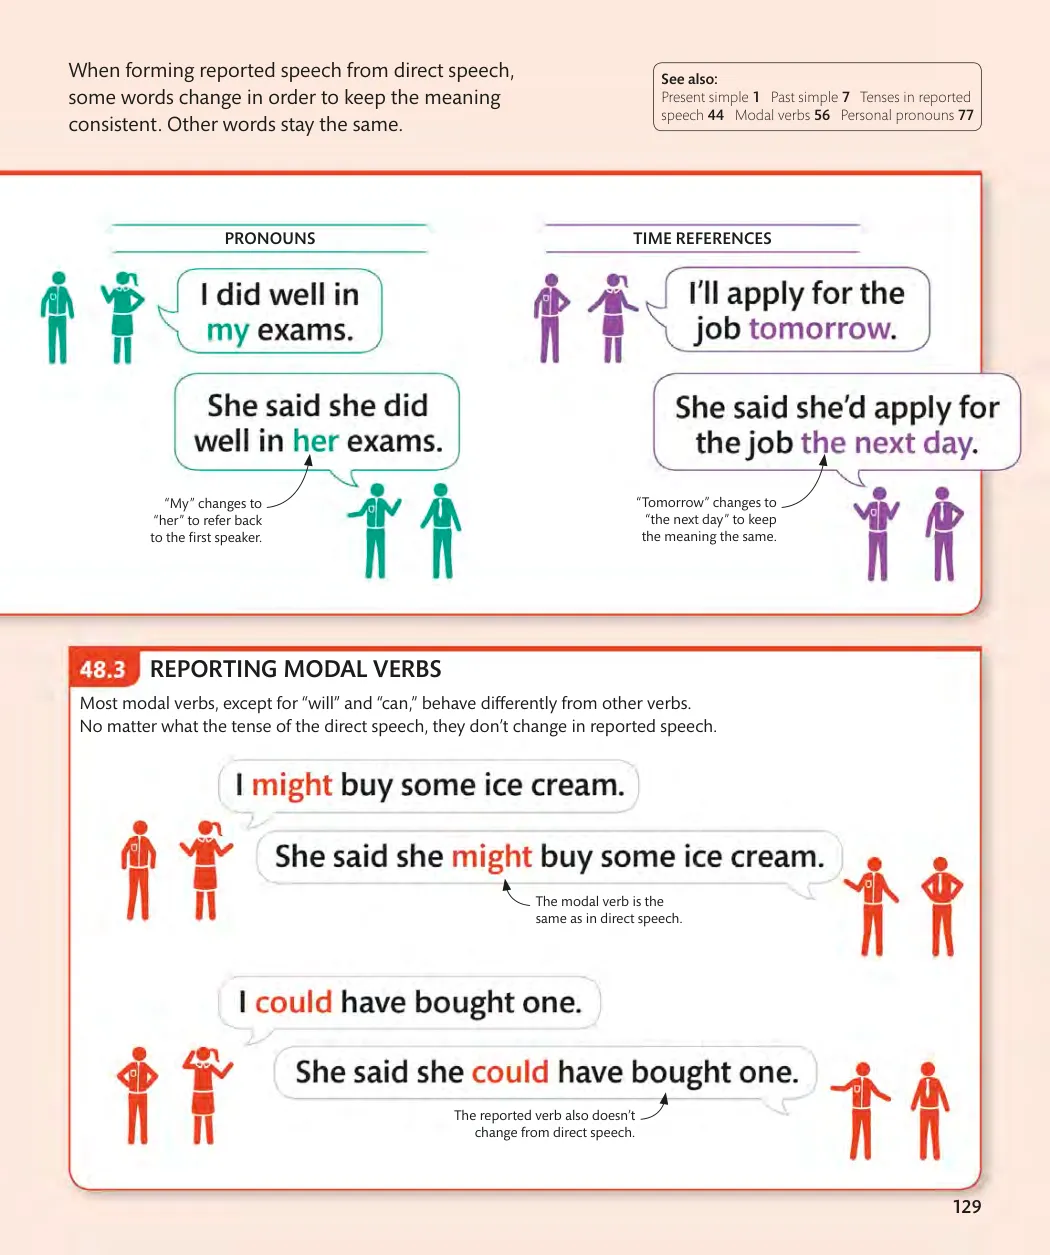 When forming reported speech from direct speech,
some words change in order to keep the meaning
consistent. Other words stay the same.
See also:
Present simple 1 Past simple 7 Tenses in reported
speech 44 Modal verbs 56 Personal pronouns 77
PRONOUNS
I did well in
my exams.
She said she did
well in her exams.
“My” changes to
“her” to refer back
to the first speaker.
TIME REFERENCES
I’ll apply for the
job tomorrow.
She said she’d apply for
the job the next day.
“Tomorrow” changes to
“the next day” to keep
the meaning the same.
48.3 REPORTING MODAL VERBS
Most modal verbs, except for “will” and “can,” behave differently from other verbs.
No matter what the tense of the direct speech, they don’t change in reported speech.
I might buy some ice cream.
She said she might buy some ice cream.
The modal verb is the
same as in direct speech.
I could have bought one.
She said she could have bought one.
The reported verb also doesn’t
change from direct speech.
129